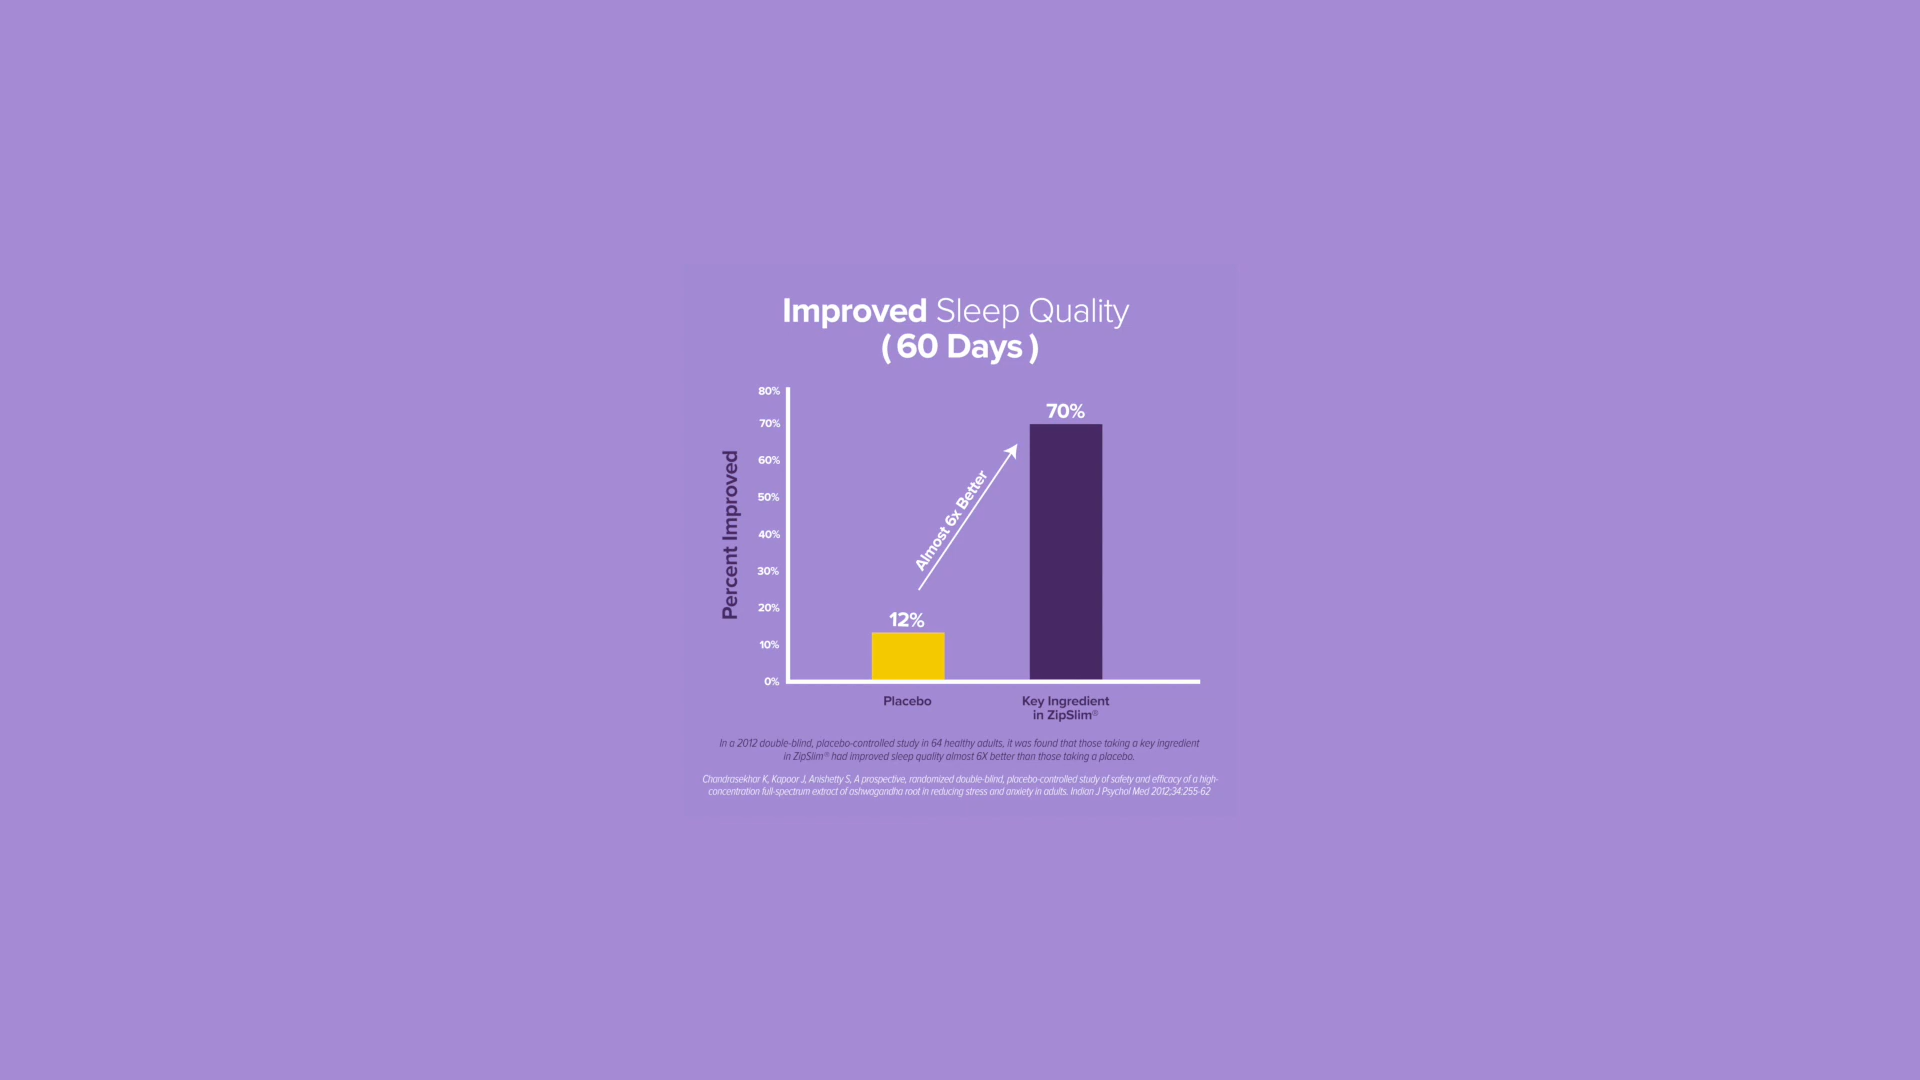 Improved Sleep Quality
( 60 Days )
80%
70%
60%
50%
40%
30%
20%
10%
0%
Percent Improved
12%
Almost 6x Better
70%
Placebo
Key Ingredient
in ZipSlim®
In a 2012 double-blind, placebo-controlled study in 64 healthy adults, it was found that those taking a key ingredient
in ZipSlim® had improved sleep quality almost 6X better than those taking a placebo.
Chandrasekhar K, Kapoor J, Anishetty S, A prospective, randomized double-blind, placebo-controlled study of safety and efficacy of a high-
concentration full-spectrum extract of ashwagandha root in reducing stress and anxiety in adults. Indian J Psychol Med 2012;34:255-62